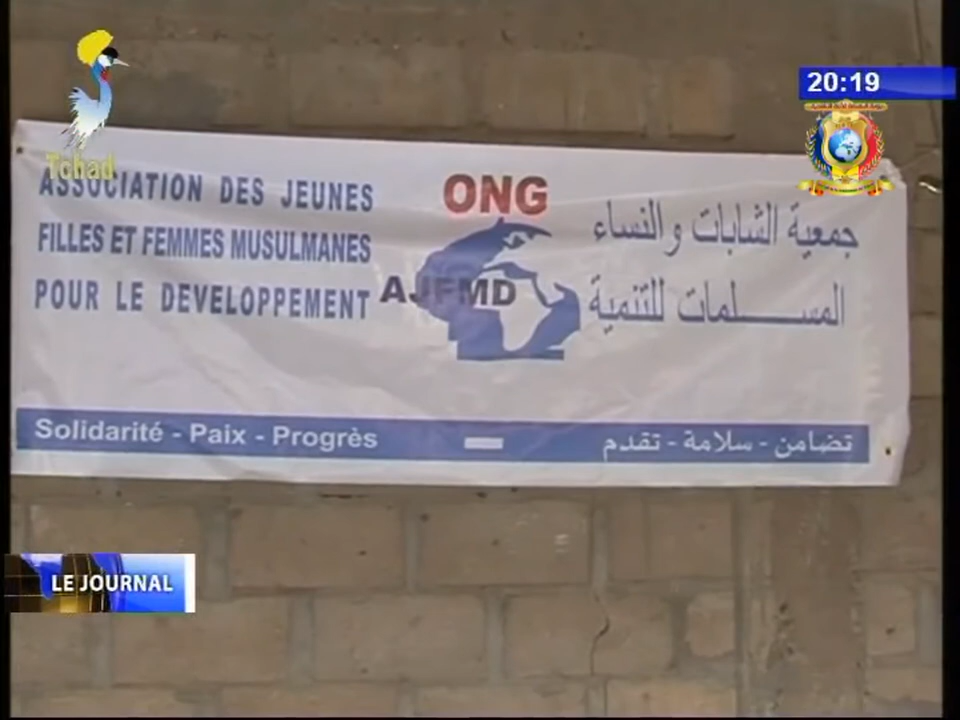 20:19
Tchad
ASSOCIATION DES JEUNES
FILLES ET FEMMES MUSULMANES
POUR LE DEVELOPPEMENT
ONG
AJFMD
جمعية الشابات والنساء
المسلمات للتنمية
Solidarité - Paix - Progrès
تضامن - سلامة - تقدم
LE JOURNAL